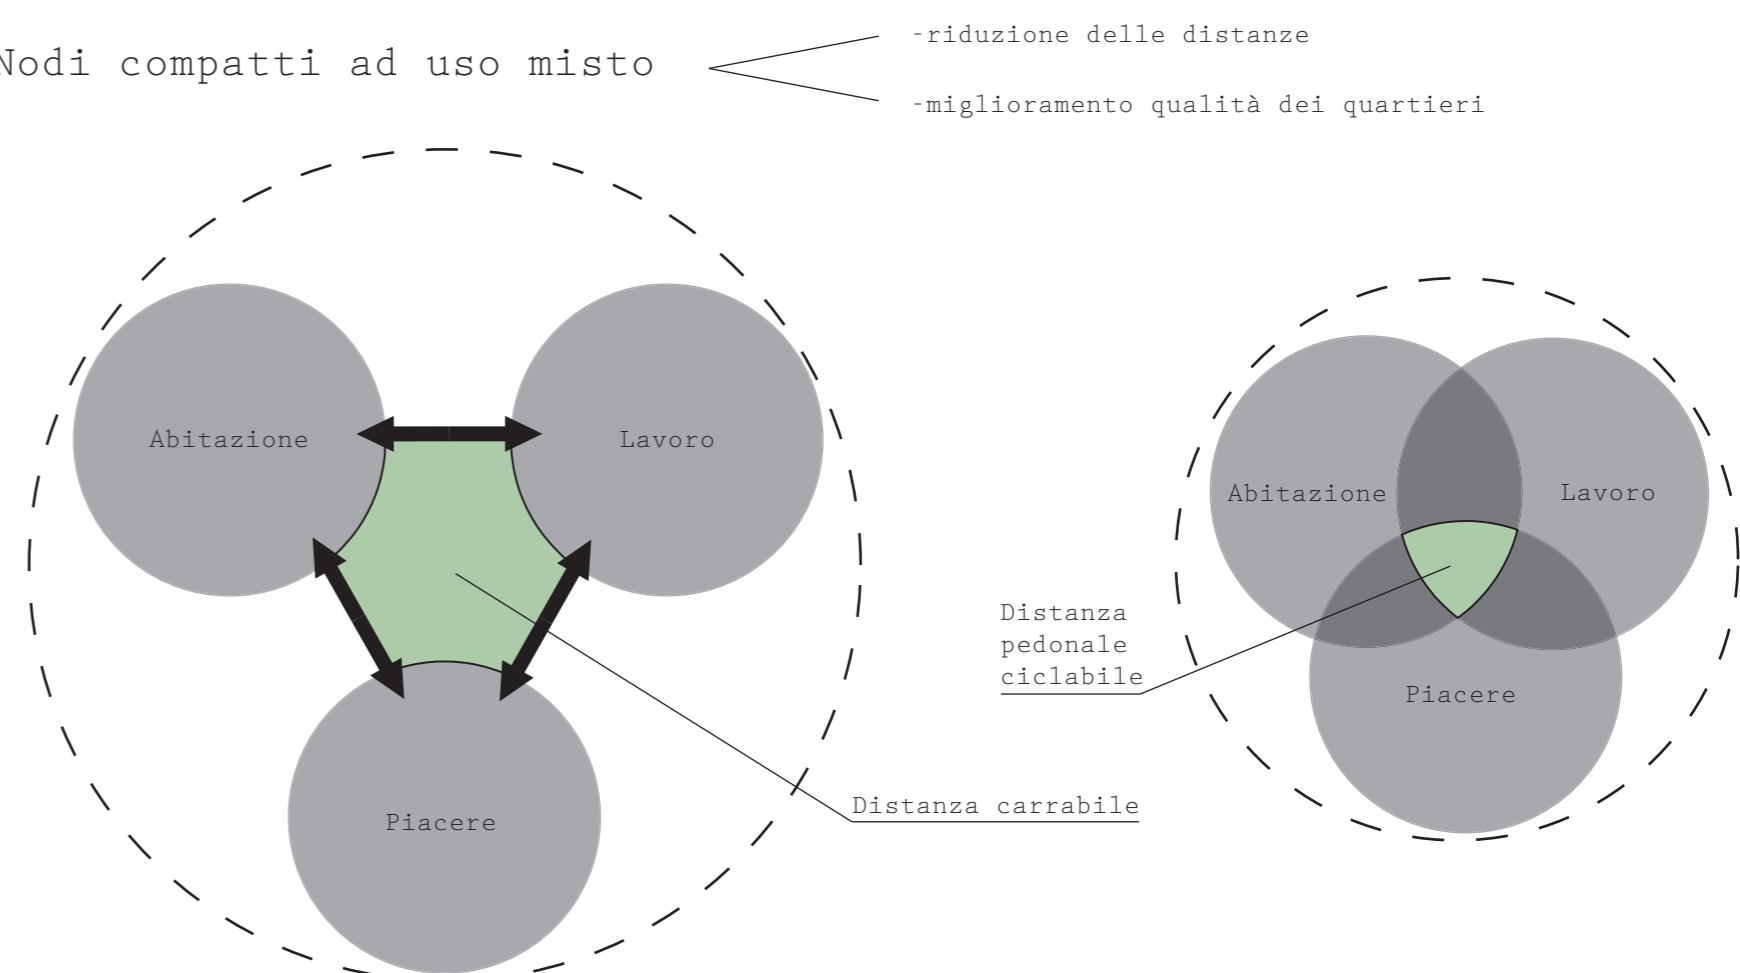 Nodi compatti ad uso misto
-riduzione delle distanze
-miglioramento qualità dei quartieri
Abitazione
Lavoro
Piacere
Distanza carrabile
Distanza
pedonale
ciclabile
Abitazione
Lavoro
Piacere